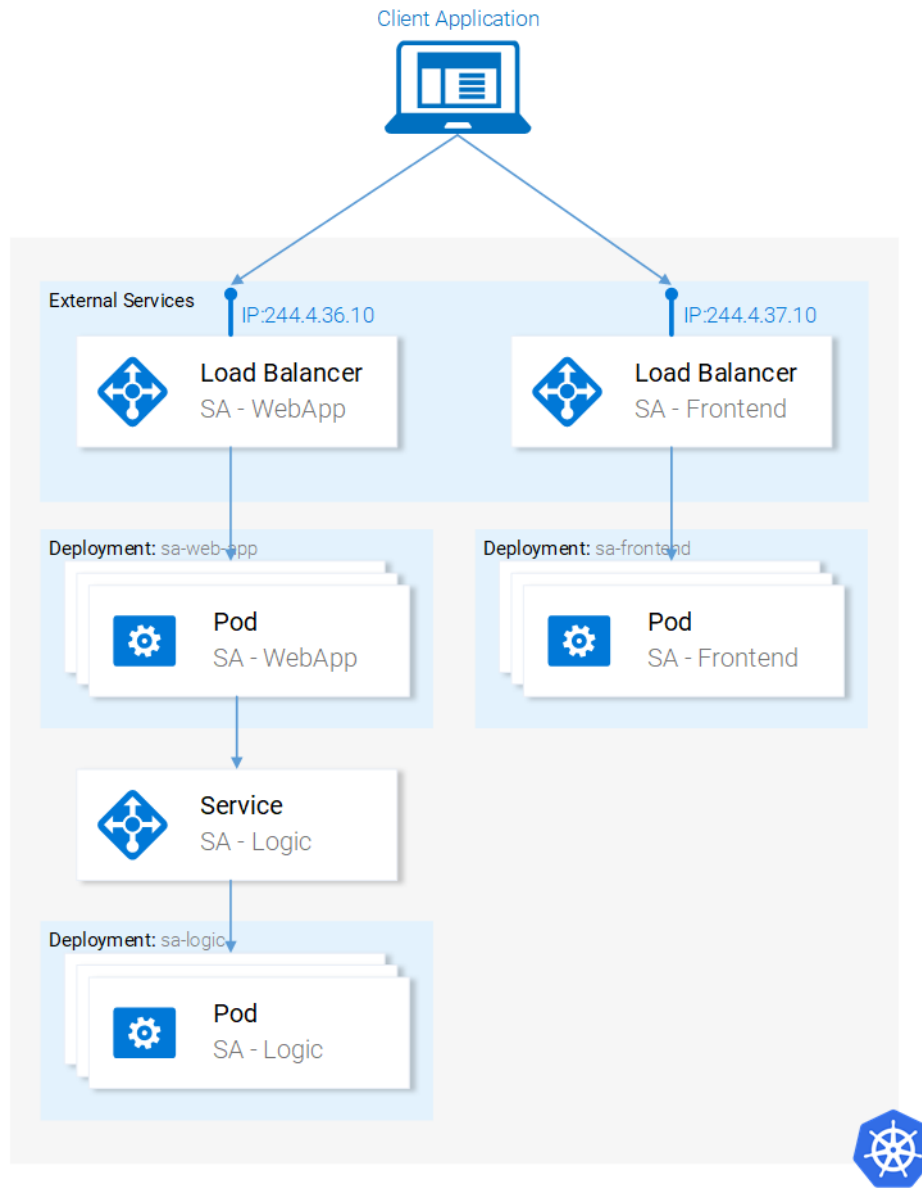 Client Application
External Services
IP:244.4.36.10
IP:244.4.37.10
Load Balancer
SA - WebApp
Load Balancer
SA - Frontend
Deployment: sa-web-app
Deployment: sa-frontend
Pod
SA - WebApp
Pod
SA - Frontend
Service
SA - Logic
Deployment: sa-logic
Pod
SA - Logic